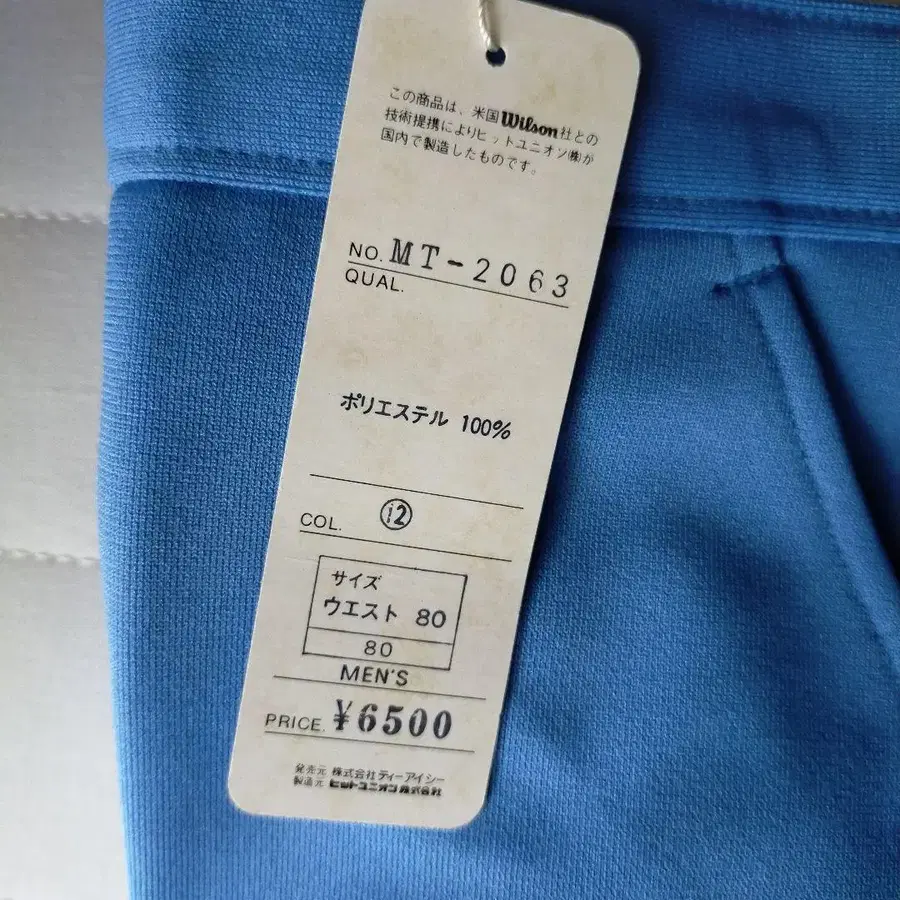 この商品は、米国Wilson社との
技術提携によりヒットユニオン㈱が
国内で製造したものです。
NO. MT-2063
QUAL.
ポリエステル 100%
COL. ⑫
サイズ
ウエスト 80
80
MEN'S
PRICE. ¥6500
発売元 株式会社ティーアイシー
製造元 ヒットユニオン株式会社